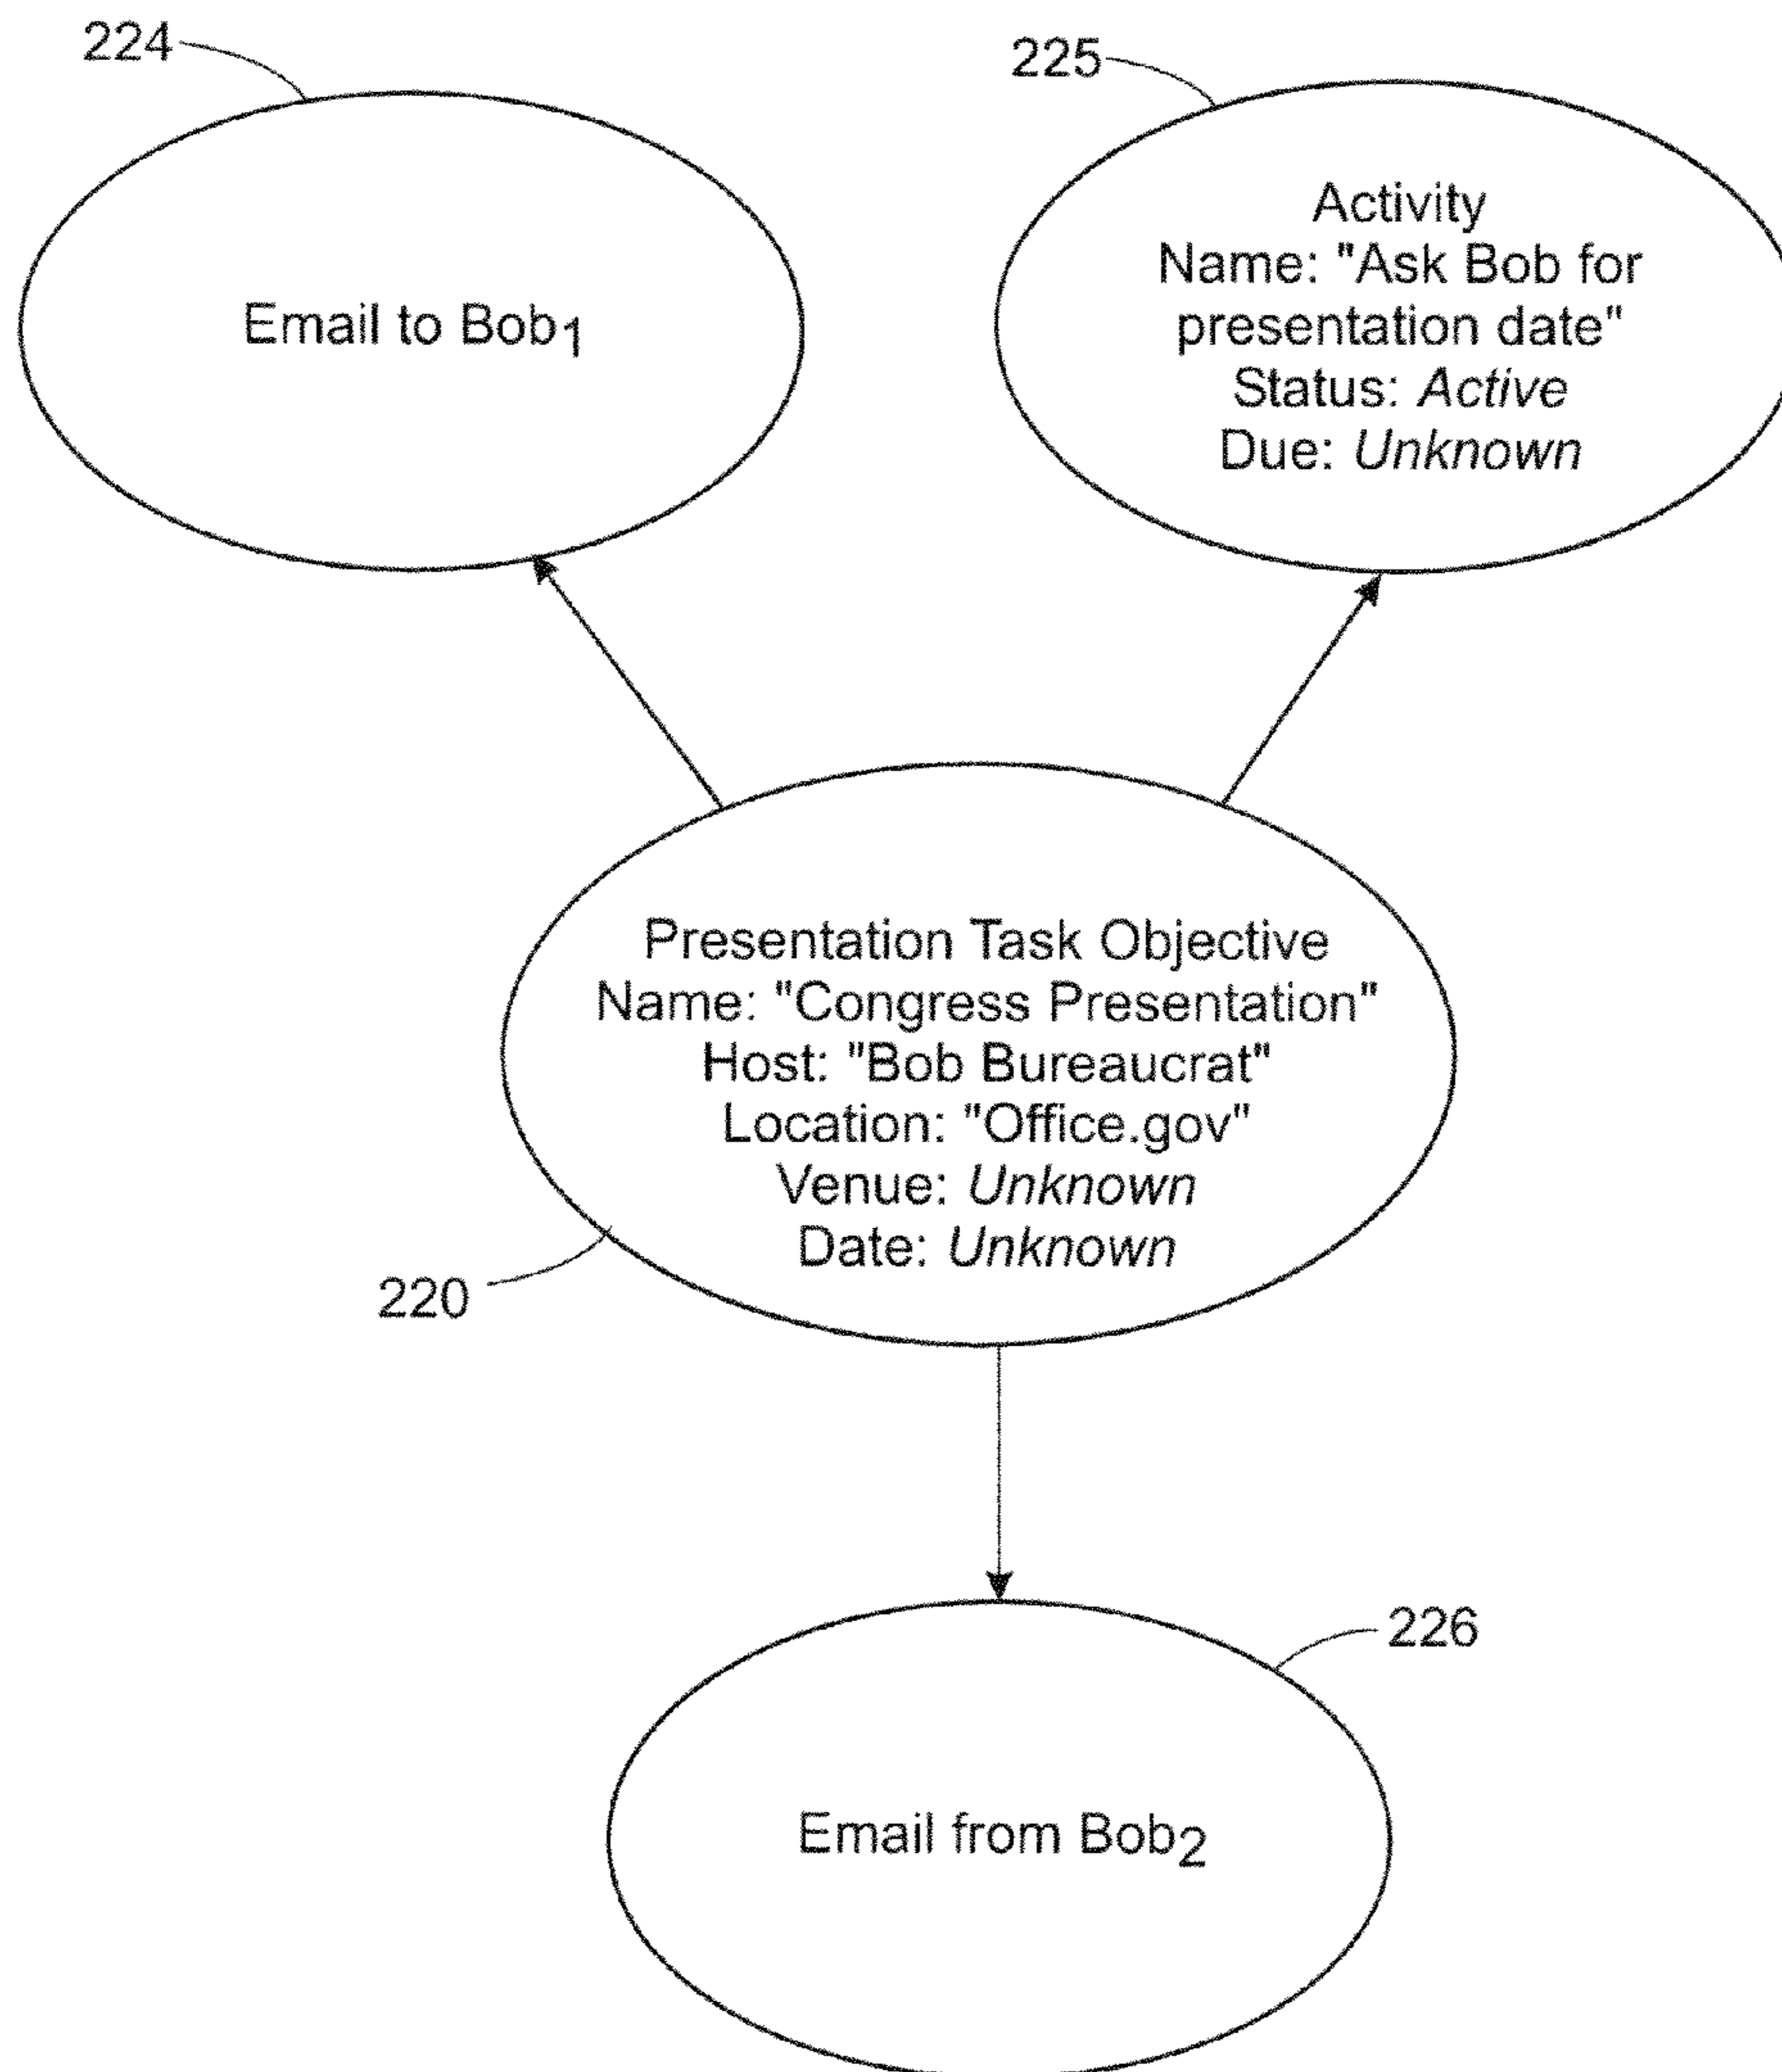 224
225
Email to Bob₁
Activity
Name: "Ask Bob for
presentation date"
Status: Active
Due: Unknown
Presentation Task Objective
Name: "Congress Presentation"
Host: "Bob Bureaucrat"
Location: "Office.gov"
Venue: Unknown
Date: Unknown
220
226
Email from Bob₂